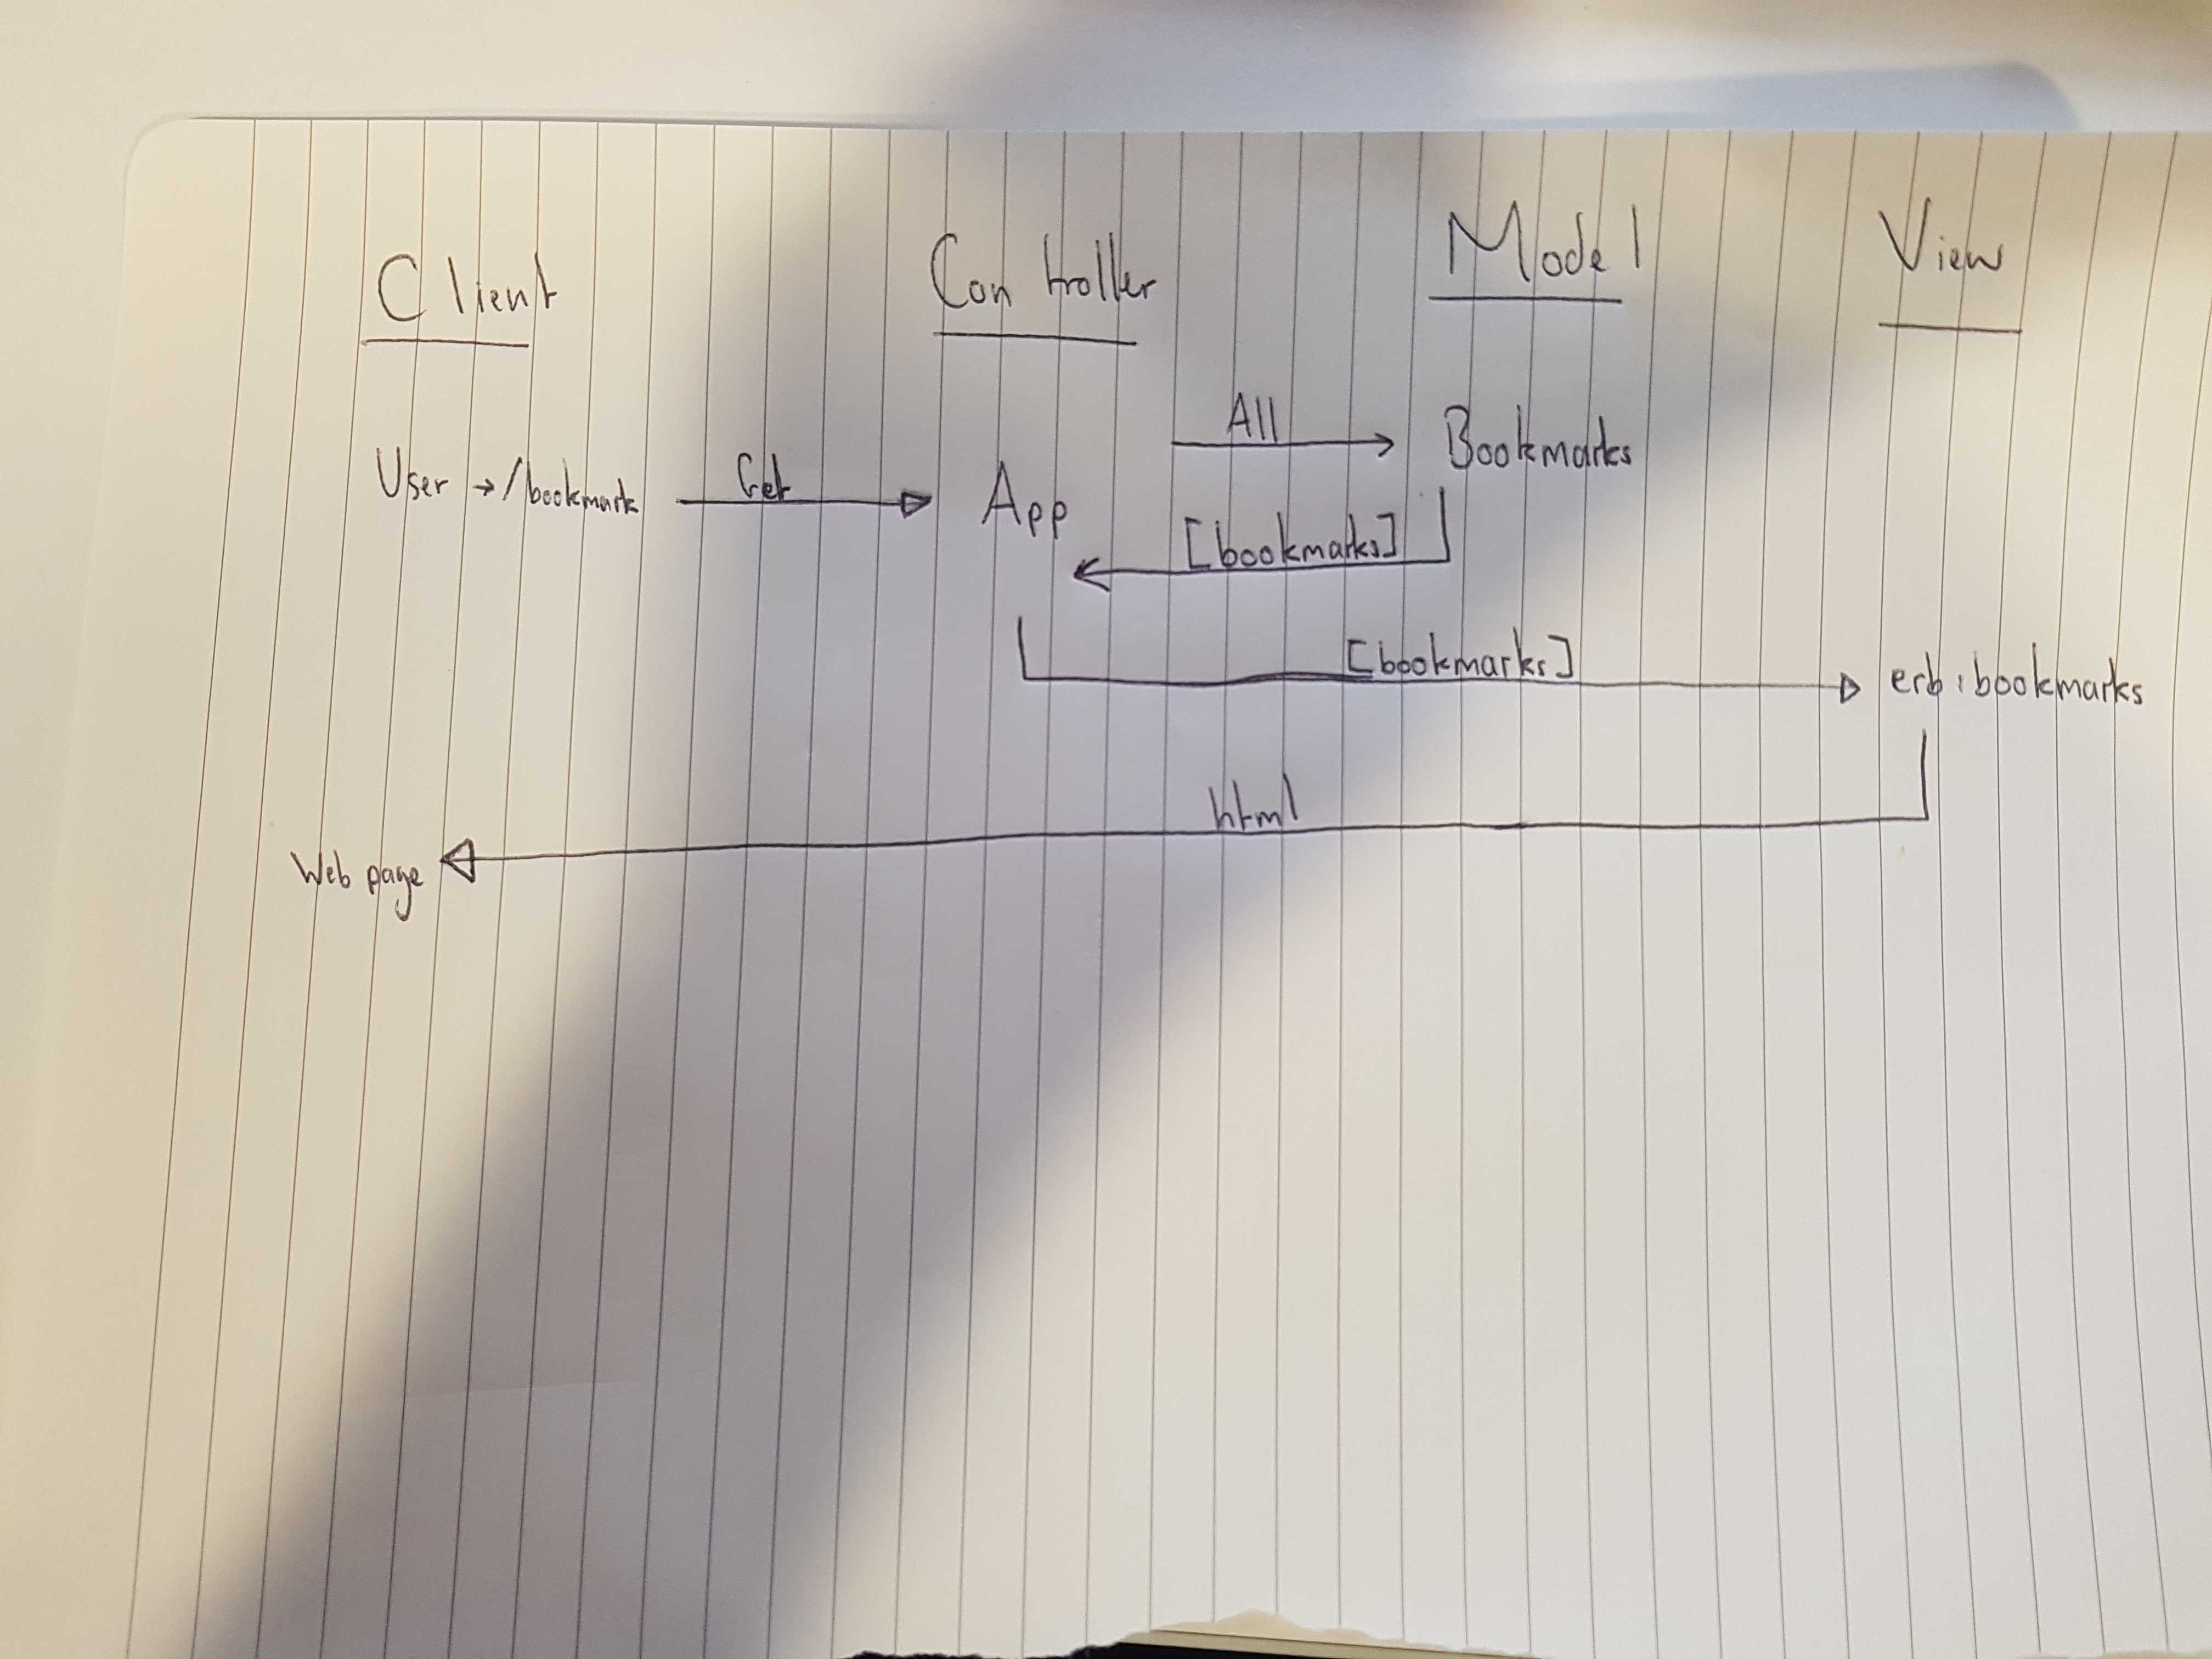 Client Controller Model View
User →/bookmark Get App All Bookmarks
[bookmarks]
[bookmarks] erb:bookmarks
html
Web page